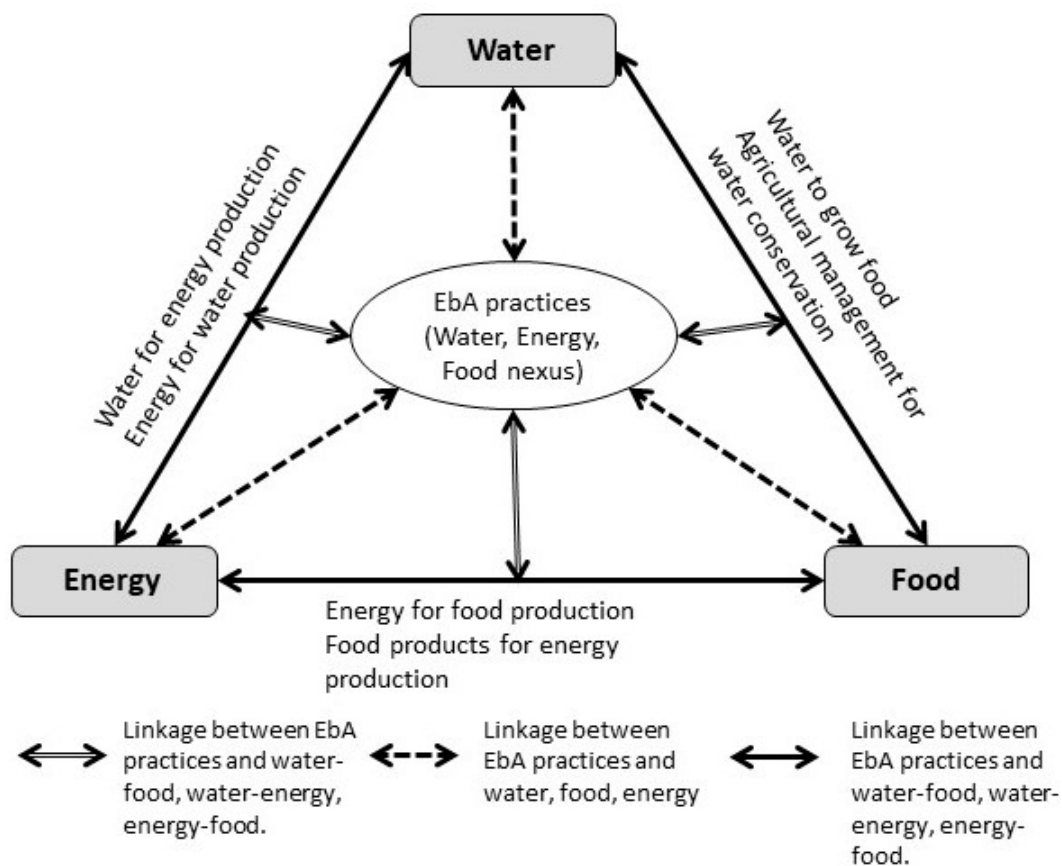 Water
Water for energy production
Energy for water production
Water to grow food
Agricultural management for
water conservation
EbA practices
(Water, Energy,
Food nexus)
Energy
Food
Energy for food production
Food products for energy
production
Linkage between EbA
practices and water-
food, water-energy,
energy-food.
Linkage between
EbA practices and
water, food, energy
Linkage between
EbA practices and
water-food, water-
energy, energy-
food.